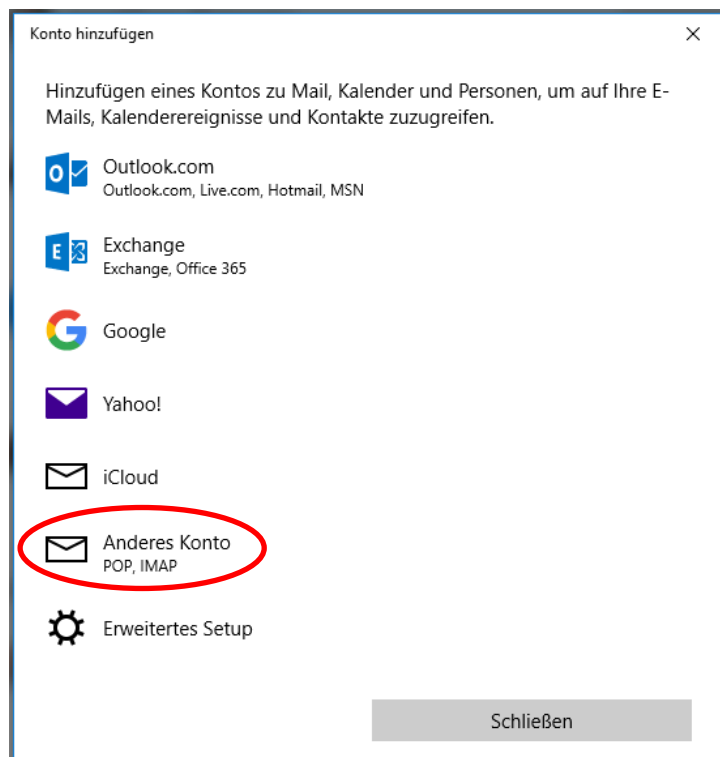 Konto hinzufügen
Hinzufügen eines Kontos zu Mail, Kalender und Personen, um auf Ihre E-
Mails, Kalenderereignisse und Kontakte zuzugreifen.
Outlook.com
Outlook.com, Live.com, Hotmail, MSN
Exchange
Exchange, Office 365
Google
Yahoo!
iCloud
Anderes Konto
POP, IMAP
Erweitertes Setup
Schließen